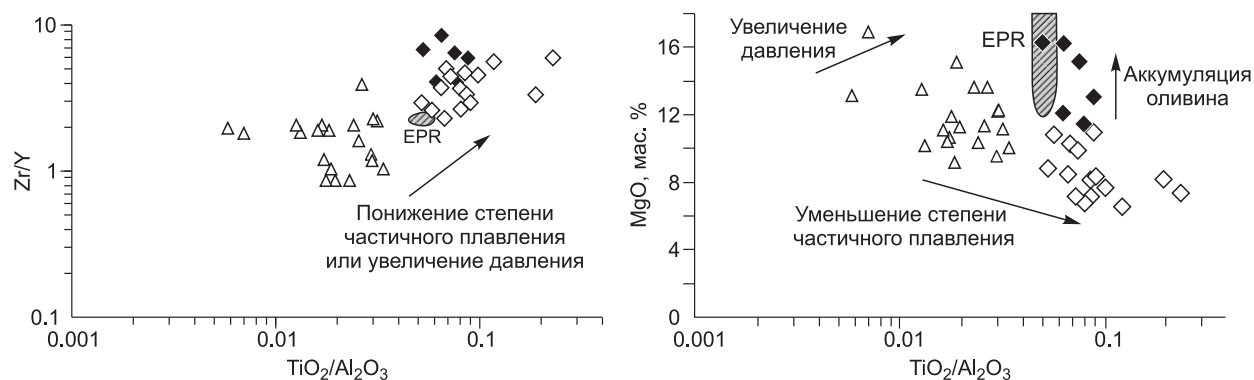 10
Zr/Y
1
0.1
EPR
Понижение степени
частичного плавления
или увеличение давления
0.001
0.01
0.1
TiO₂/Al₂O₃
16
12
8
4
0
MgO, мас. %
Увеличение
давления
EPR
Аккумуляция
оливина
Уменьшение степени
частичного плавления
0.001
0.01
0.1
TiO₂/Al₂O₃